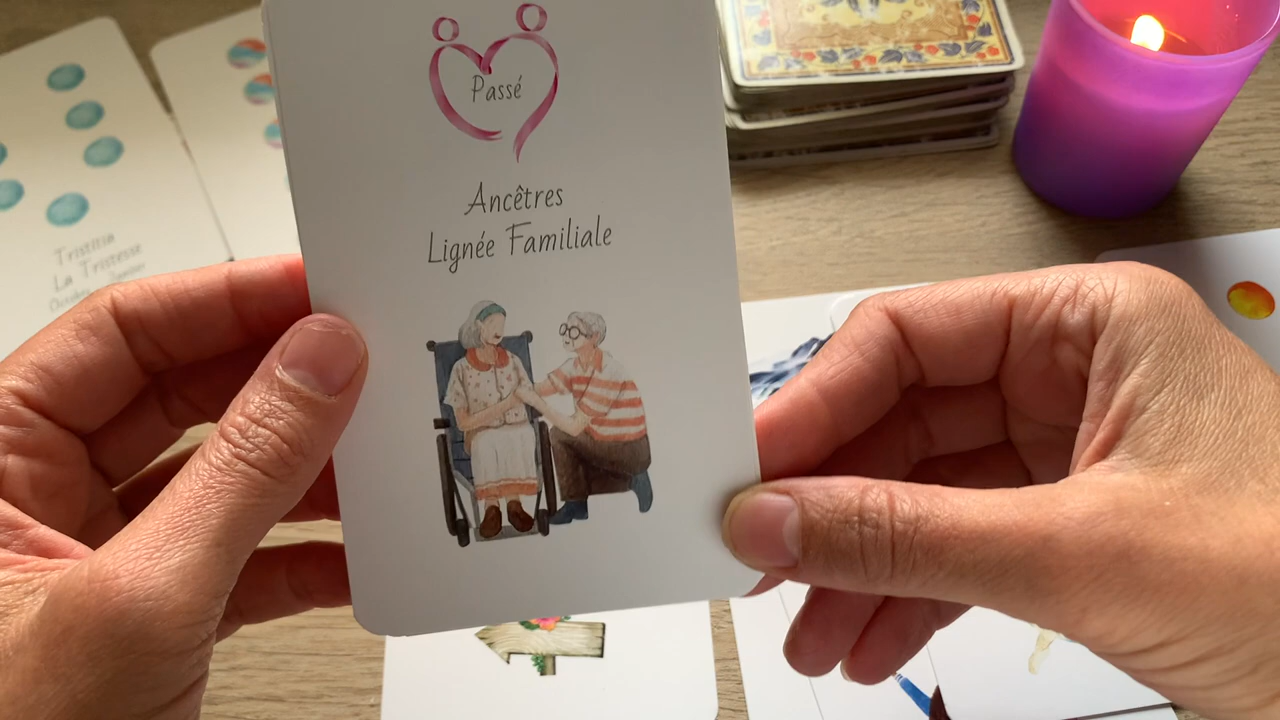 Passé
Ancêtres
Lignée Familiale
Tristitia
La Tristesse